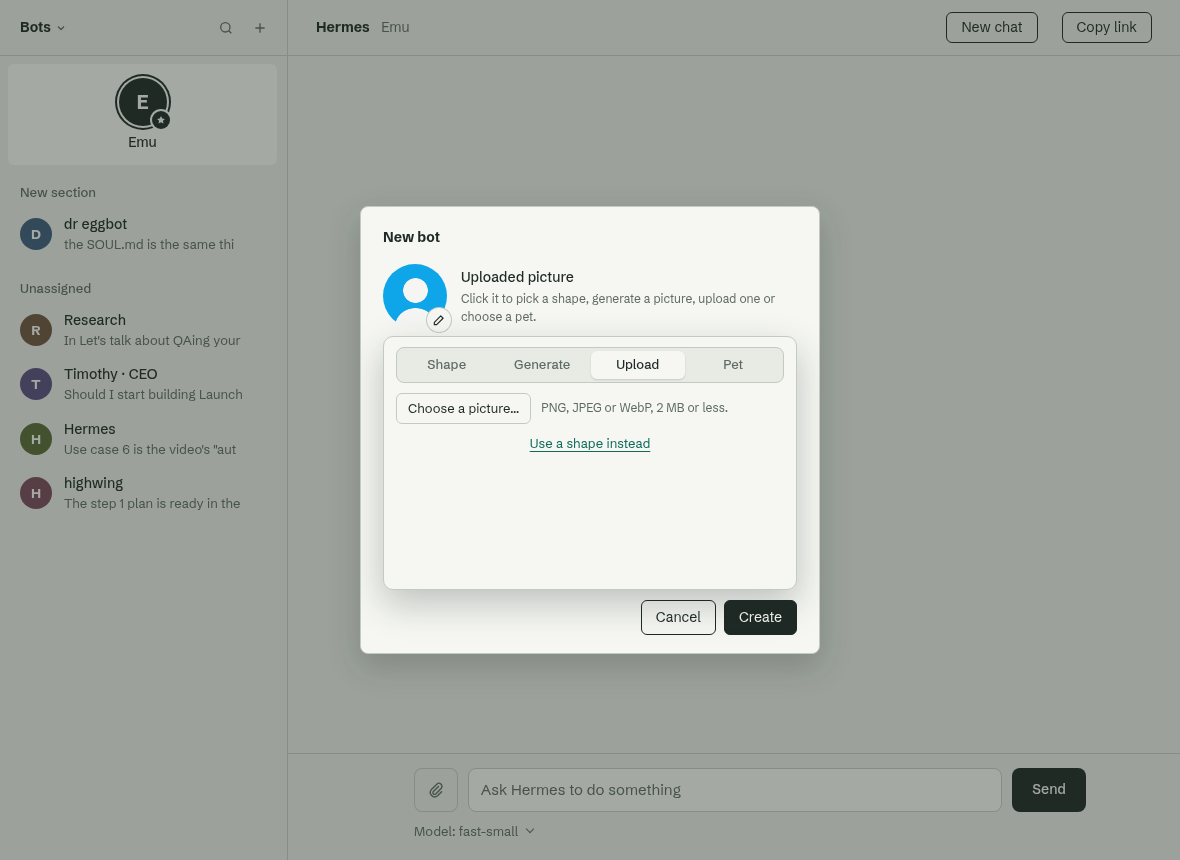 Bots
Hermes Emu
New chat
Copy link
E
Emu
New section
D
dr eggbot
the SOUL.md is the same thi
Unassigned
R
Research
In Let's talk about QAing your
T
Timothy · CEO
Should I start building Launch
H
Hermes
Use case 6 is the video's "aut
H
highwing
The step 1 plan is ready in the
New bot
Uploaded picture
Click it to pick a shape, generate a picture, upload one or
choose a pet.
Shape Generate Upload Pet
Choose a picture... PNG, JPEG or WebP, 2 MB or less.
Use a shape instead
Cancel Create
Ask Hermes to do something
Send
Model: fast-small